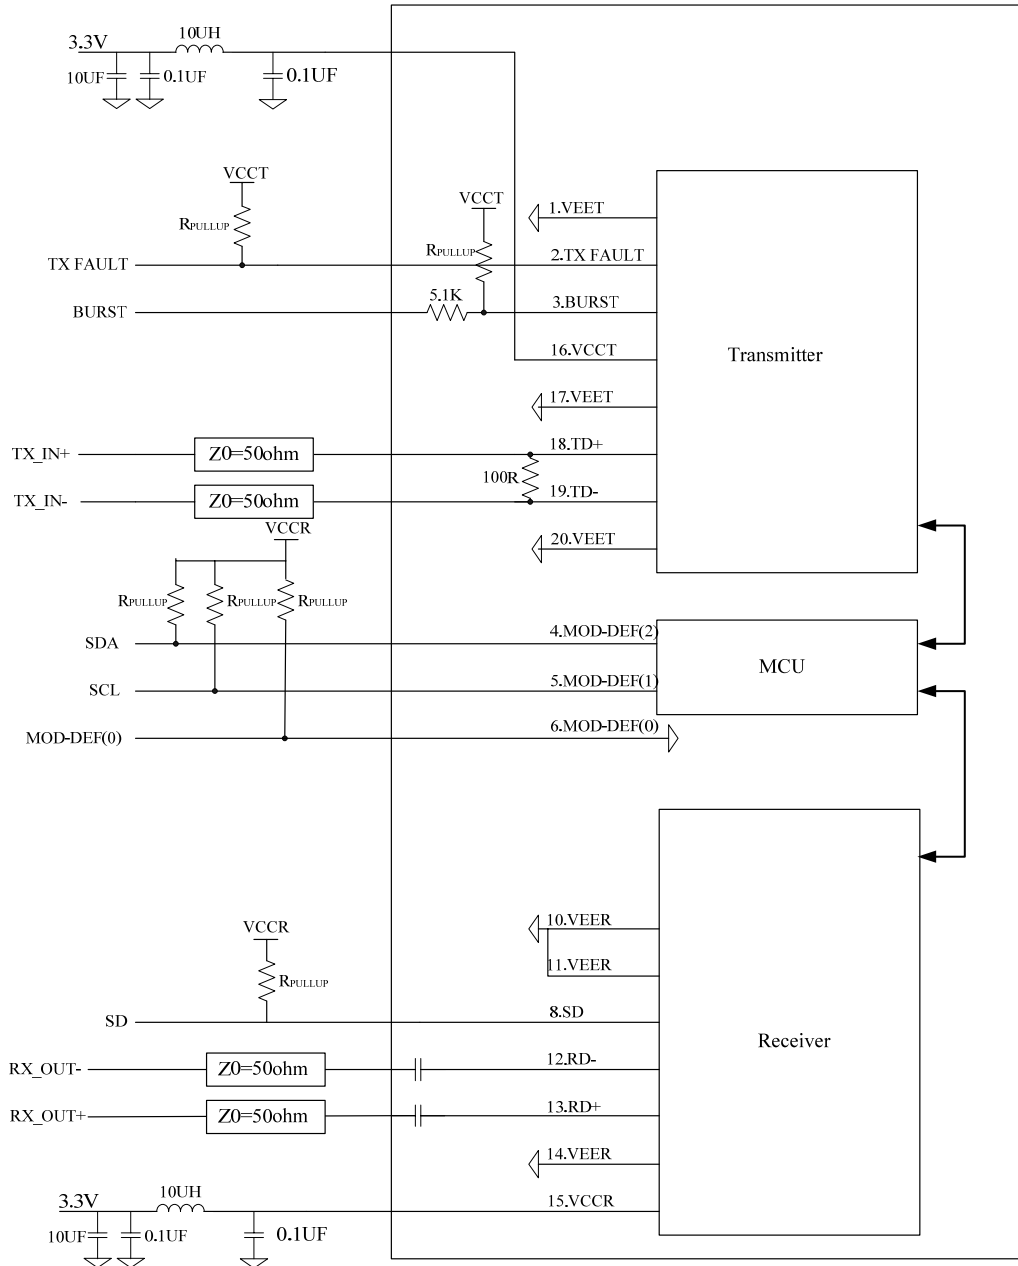 10UH
3.3V
10UF
0.1UF
0.1UF
VCCT
VCCT
1.VEET
RPULLUP
RPULLUP
TX FAULT
2.TX FAULT
5.1K
BURST
3.BURST
16.VCCT
Transmitter
17.VEET
TX_IN+
Z0=50ohm
18.TD+
100R
TX_IN-
Z0=50ohm
19.TD-
VCCR
20.VEET
RPULLUP
RPULLUP
RPULLUP
SDA
4.MOD-DEF(2)
MCU
SCL
5.MOD-DEF(1)
MOD-DEF(0)
6.MOD-DEF(0)
VCCR
10.VEER
RPULLUP
11.VEER
SD
8.SD
Receiver
RX_OUT-
Z0=50ohm
12.RD-
RX_OUT+
Z0=50ohm
13.RD+
14.VEER
10UH
3.3V
15.VCCR
10UF
0.1UF
0.1UF